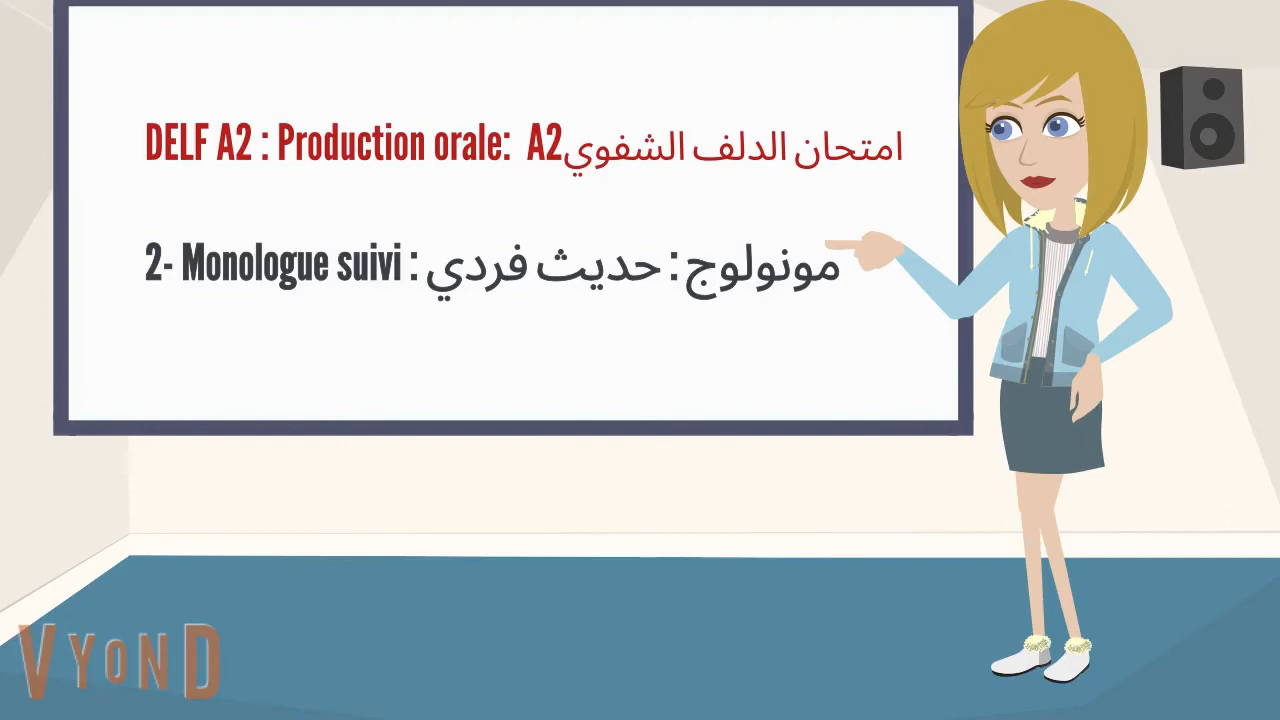 DELF A2 : Production orale: A2امتحان الدلف الشفوي
2- Monologue suivi : مونولوج: حديث فردي
VYOND